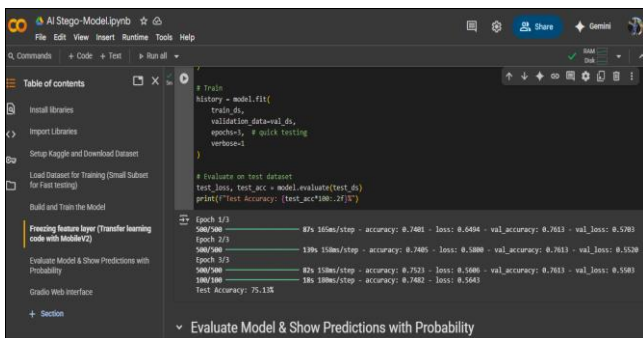 AI Stego-Model.ipynb
File Edit View Insert Runtime Tools Help
Share
Gemini
Commands + Code + Text Run all
RAM
Disk
Table of contents
Install libraries
Import Libraries
Setup Kaggle and Download Dataset
Load Dataset for Training (Small Subset
for Fast testing)
Build and Train the Model
Freezing feature layer (Transfer learning
code with MobileV2)
Evaluate Model & Show Predictions with
Probability
Gradio Web Interface
+ Section
)
# Train
history = model.fit(
train_ds,
validation_data=val_ds,
epochs=3, # quick testing
verbose=1
)
# Evaluate on test dataset
test_loss, test_acc = model.evaluate(test_ds)
print(f"Test Accuracy: {test_acc*100:.2f}%")
Epoch 1/3
500/500 87s 165ms/step - accuracy: 0.7401 - loss: 0.6494 - val_accuracy: 0.7613 - val_loss: 0.5703
Epoch 2/3
500/500 139s 158ms/step - accuracy: 0.7405 - loss: 0.5800 - val_accuracy: 0.7613 - val_loss: 0.5520
Epoch 3/3
500/500 82s 158ms/step - accuracy: 0.7523 - loss: 0.5606 - val_accuracy: 0.7613 - val_loss: 0.5503
100/100 18s 180ms/step - accuracy: 0.7482 - loss: 0.5643
Test Accuracy: 75.13%
Evaluate Model & Show Predictions with Probability